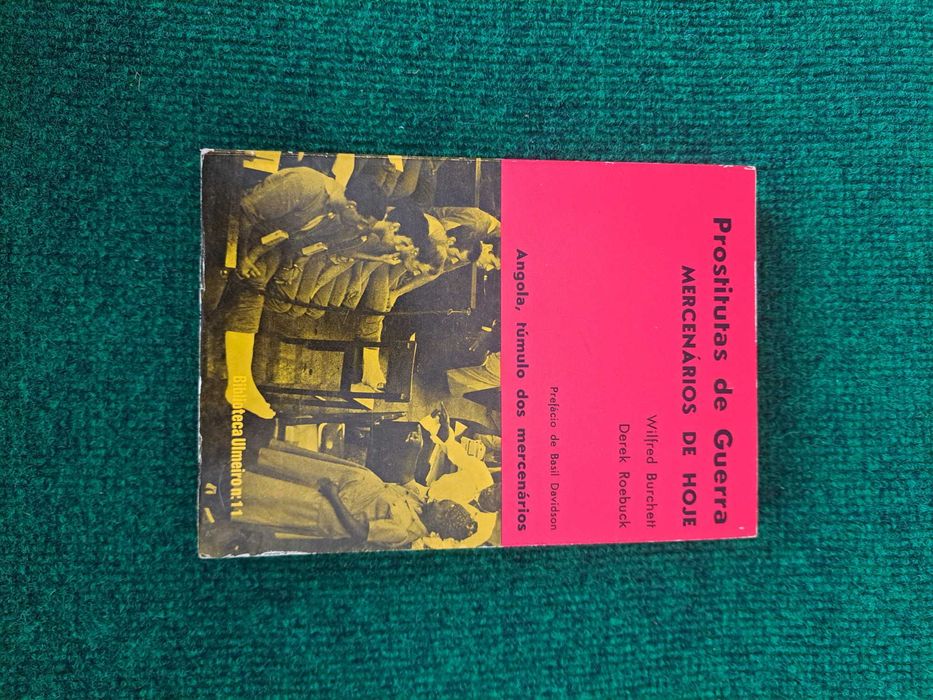 Prostitutas de Guerra
MERCENÁRIOS DE HOJE
Wilfred Burchett
Derek Roebuck
Prefácio de Basil Davidson
Angola, túmulo dos mercenários
Biblioteca Ulmeiro n.º 11